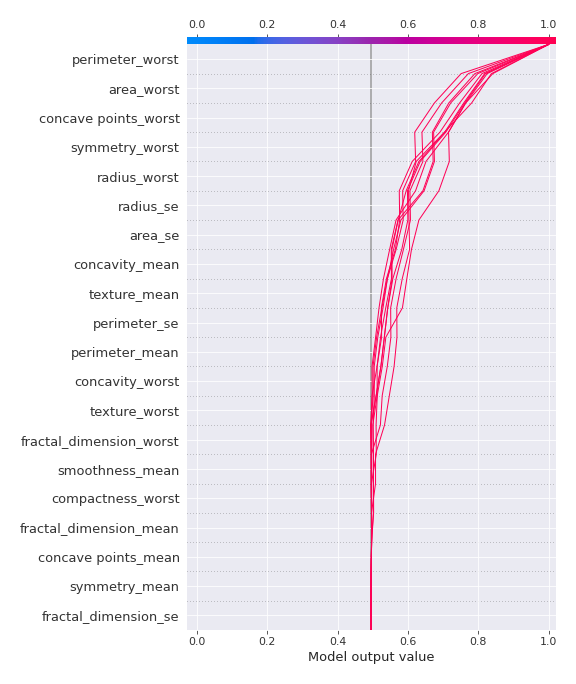 0.0 0.2 0.4 0.6 0.8 1.0
perimeter_worst
area_worst
concave points_worst
symmetry_worst
radius_worst
radius_se
area_se
concavity_mean
texture_mean
perimeter_se
perimeter_mean
concavity_worst
texture_worst
fractal_dimension_worst
smoothness_mean
compactness_worst
fractal_dimension_mean
concave points_mean
symmetry_mean
fractal_dimension_se
0.0 0.2 0.4 0.6 0.8 1.0
Model output value